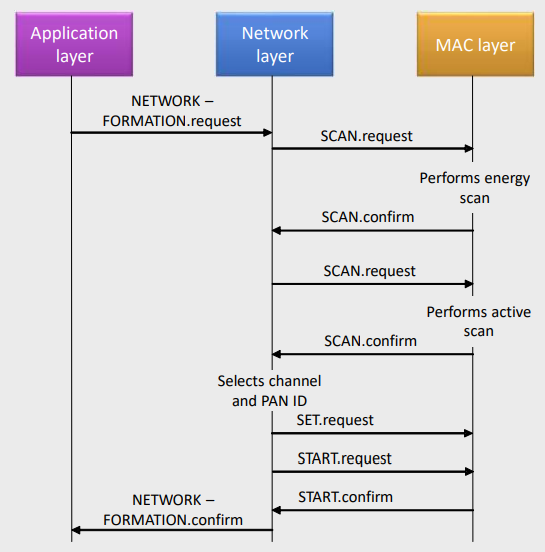 Application
layer
Network
layer
MAC layer
NETWORK –
FORMATION.request
SCAN.request
Performs energy
scan
SCAN.confirm
SCAN.request
Performs active
scan
SCAN.confirm
Selects channel
and PAN ID
SET.request
START.request
START.confirm
NETWORK –
FORMATION.confirm